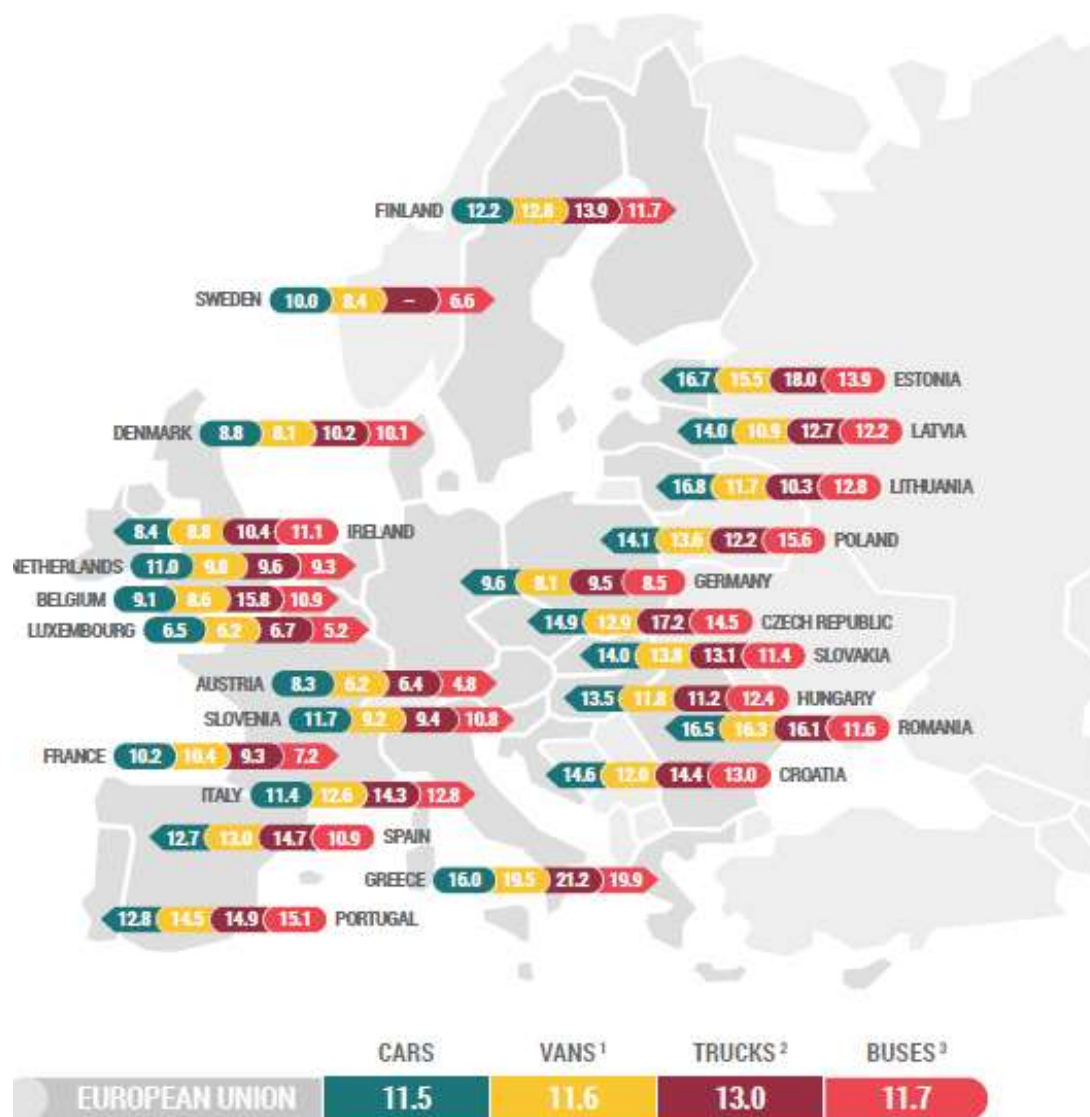 FINLAND 12.2 12.8 13.9 11.7
SWEDEN 10.0 8.4 – 6.6
16.7 15.5 18.0 13.9 ESTONIA
DENMARK 8.8 8.1 10.2 10.1
14.0 10.9 12.7 12.2 LATVIA
16.8 11.7 10.3 12.8 LITHUANIA
8.4 8.8 10.4 11.1 IRELAND
14.1 13.6 12.2 15.6 POLAND
NETHERLANDS 11.0 9.8 9.6 9.3
9.6 8.1 9.5 8.5 GERMANY
BELGIUM 9.1 8.6 15.8 10.9
14.9 12.9 17.2 14.5 CZECH REPUBLIC
LUXEMBOURG 6.5 6.2 6.7 5.2
14.0 13.8 13.1 11.4 SLOVAKIA
AUSTRIA 8.3 6.2 6.4 4.8
13.5 11.8 11.2 12.4 HUNGARY
SLOVENIA 11.7 9.2 9.4 10.8
16.5 16.3 16.1 11.6 ROMANIA
FRANCE 10.2 10.4 9.3 7.2
14.6 12.0 14.4 13.0 CROATIA
ITALY 11.4 12.6 14.3 12.8
12.7 13.0 14.7 10.9 SPAIN
GREECE 16.0 19.5 21.2 19.9
12.8 14.5 14.9 15.1 PORTUGAL
CARS VANS¹ TRUCKS² BUSES³
EUROPEAN UNION 11.5 11.6 13.0 11.7